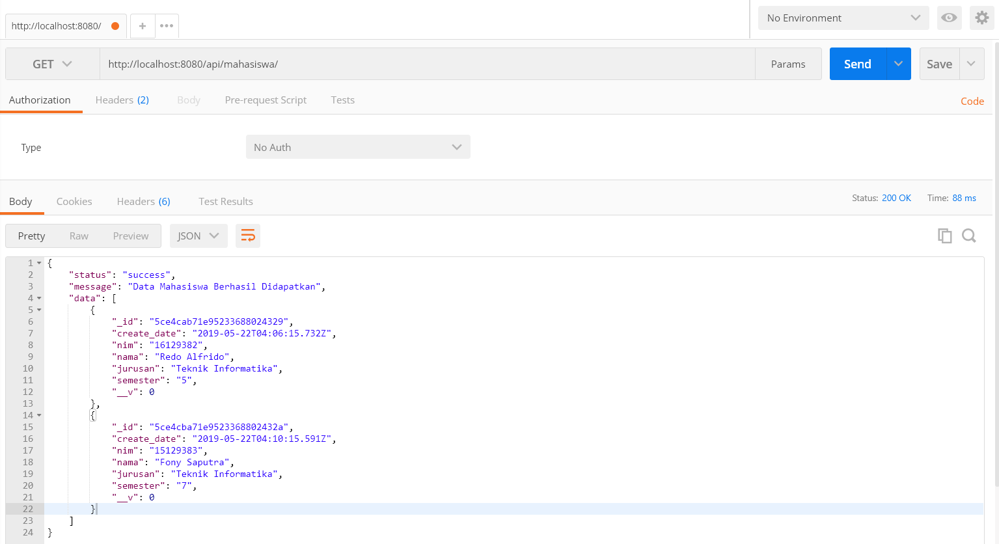 http://localhost:8080/ + ••• No Environment
GET http://localhost:8080/api/mahasiswa/ Params Send Save
Authorization Headers (2) Body Pre-request Script Tests Code
Type No Auth
Body Cookies Headers (6) Test Results Status: 200 OK Time: 88 ms
Pretty Raw Preview JSON
1 {
2 "status": "success",
3 "message": "Data Mahasiswa Berhasil Didapatkan",
4 "data": [
5 {
6 "_id": "5ce4cab71e95233688024329",
7 "create_date": "2019-05-22T04:06:15.732Z",
8 "nim": "16129382",
9 "nama": "Redo Alfrido",
10 "jurusan": "Teknik Informatika",
11 "semester": "5",
12 "__v": 0
13 },
14 {
15 "_id": "5ce4cba71e9523368802432a",
16 "create_date": "2019-05-22T04:10:15.591Z",
17 "nim": "15129383",
18 "nama": "Fony Saputra",
19 "jurusan": "Teknik Informatika",
20 "semester": "7",
21 "__v": 0
22 }
23 ]
24 }